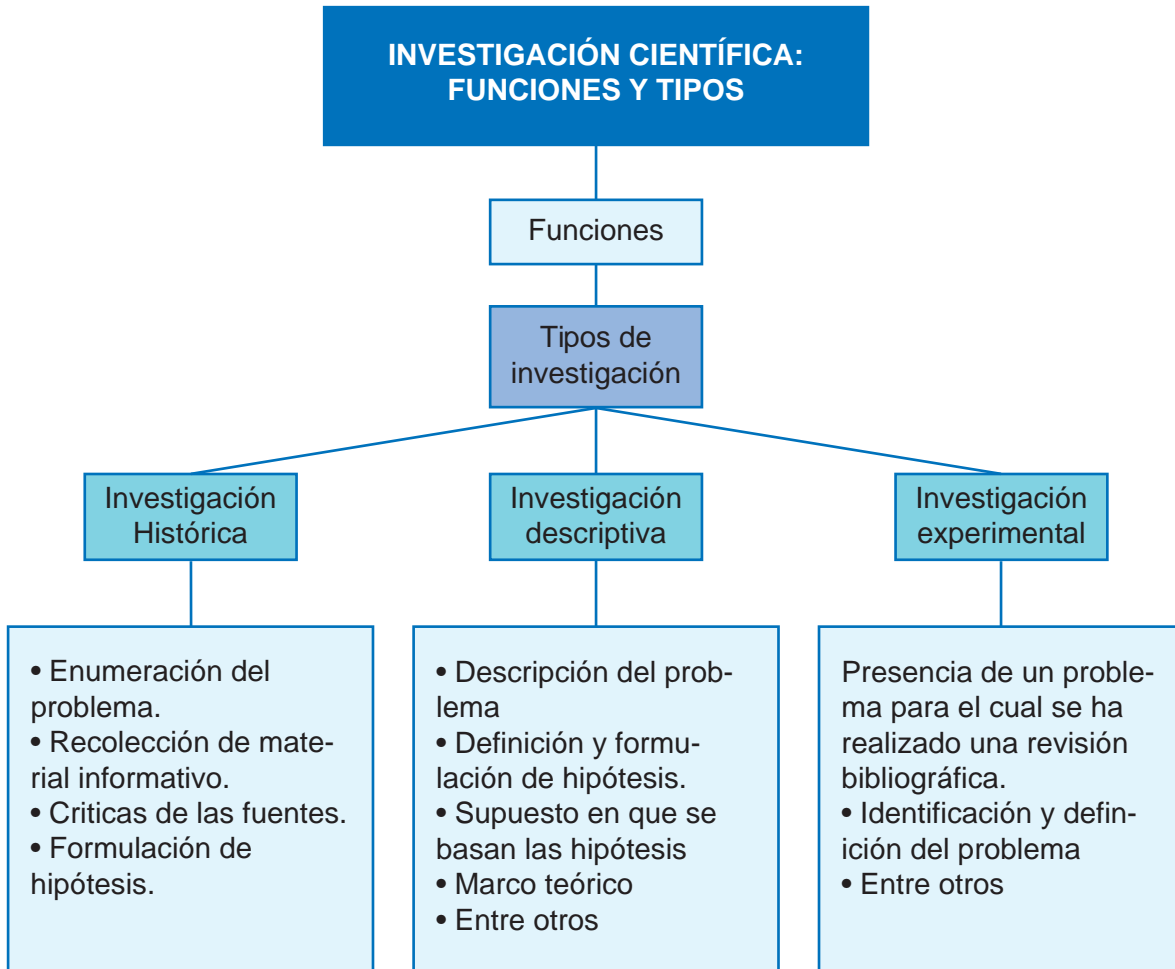 INVESTIGACIÓN CIENTÍFICA:
FUNCIONES Y TIPOS
Funciones
Tipos de
investigación
Investigación
Histórica
Investigación
descriptiva
Investigación
experimental
• Enumeración del
problema.
• Recolección de mate-
rial informativo.
• Criticas de las fuentes.
• Formulación de
hipótesis.
• Descripción del prob-
lema
• Definición y formu-
lación de hipótesis.
• Supuesto en que se
basan las hipótesis
• Marco teórico
• Entre otros
Presencia de un proble-
ma para el cual se ha
realizado una revisión
bibliográfica.
• Identificación y defin-
ición del problema
• Entre otros